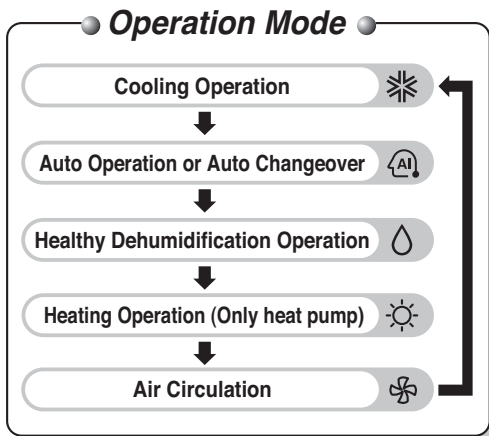 Operation Mode
Cooling Operation
Auto Operation or Auto Changeover
AI
Healthy Dehumidification Operation
Heating Operation (Only heat pump)
Air Circulation